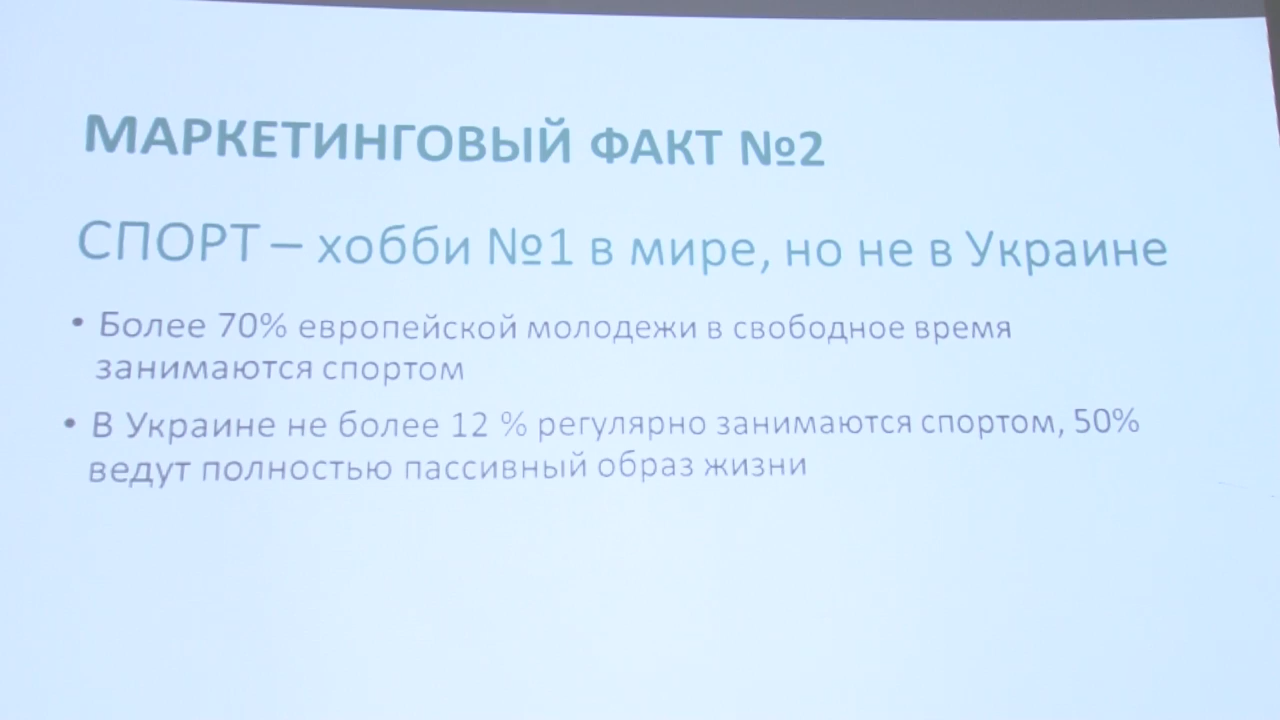 МАРКЕТИНГОВЫЙ ФАКТ №2
СПОРТ – хобби №1 в мире, но не в Украине
• Более 70% европейской молодежи в свободное время
занимаются спортом
• В Украине не более 12 % регулярно занимаются спортом, 50%
ведут полностью пассивный образ жизни